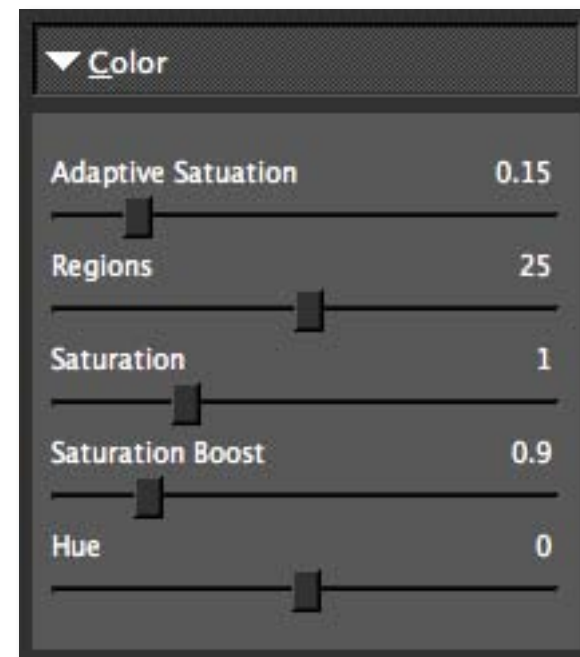 Color
Adaptive Satuation 0.15
Regions 25
Saturation 1
Saturation Boost 0.9
Hue 0